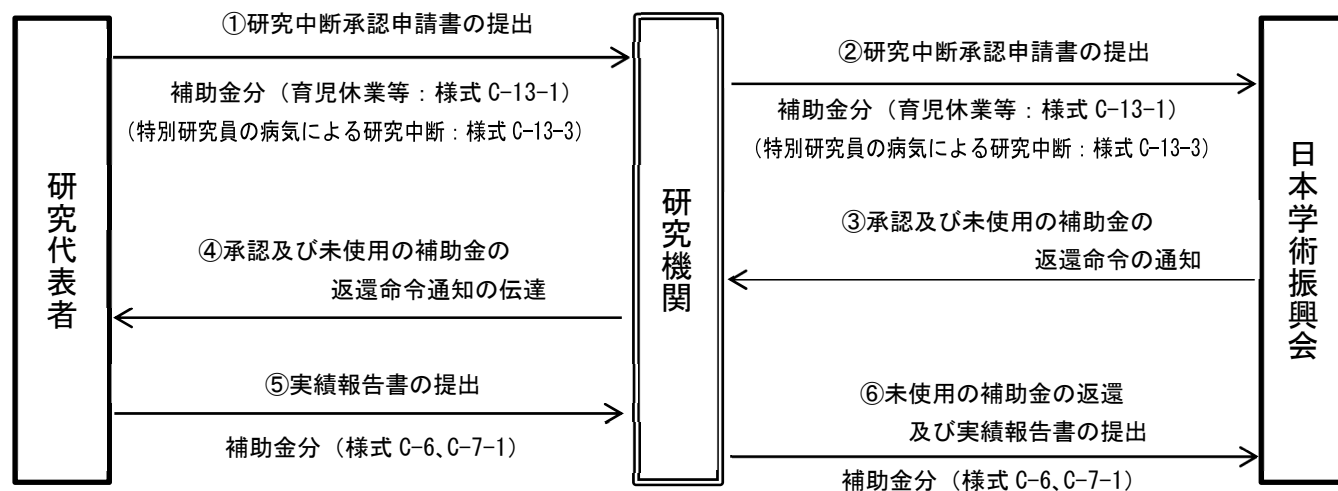 研究代表者
①研究中断承認申請書の提出
補助金分（育児休業等：様式 C-13-1）
（特別研究員の病気による研究中断：様式 C-13-3）
④承認及び未使用の補助金の
返還命令通知の伝達
⑤実績報告書の提出
補助金分（様式 C-6、C-7-1）
研究機関
②研究中断承認申請書の提出
補助金分（育児休業等：様式 C-13-1）
（特別研究員の病気による研究中断：様式 C-13-3）
③承認及び未使用の補助金の
返還命令の通知
⑥未使用の補助金の返還
及び実績報告書の提出
補助金分（様式 C-6、C-7-1）
日本学術振興会